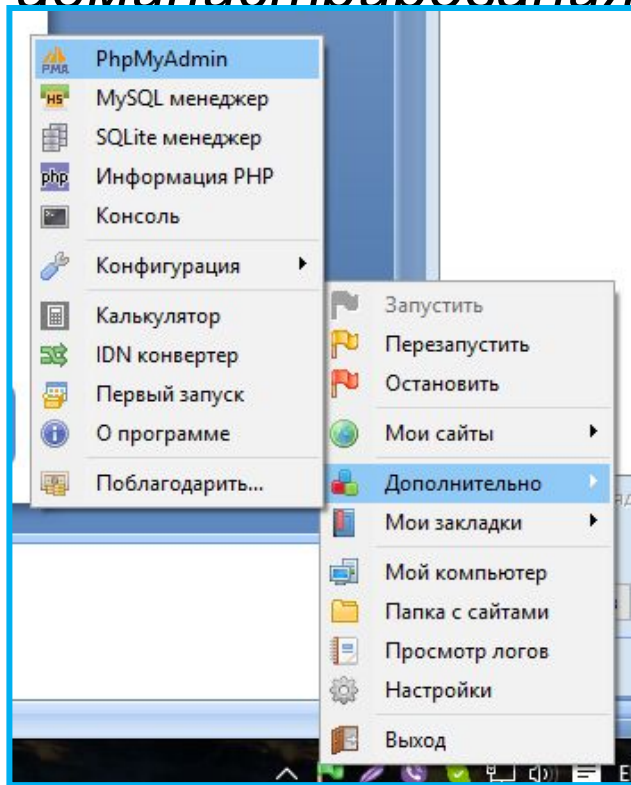 администрирования
PhpMyAdmin
MySQL менеджер
SQLite менеджер
Информация PHP
Консоль
Конфигурация
Калькулятор
IDN конвертер
Первый запуск
О программе
Поблагодарить...
Запустить
Перезапустить
Остановить
Мои сайты
Дополнительно
Мои закладки
Мой компьютер
Папка с сайтами
Просмотр логов
Настройки
Выход